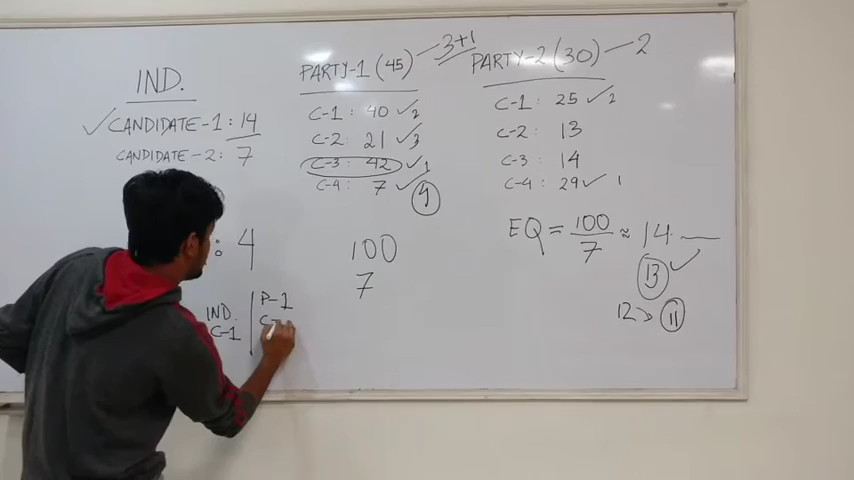 IND.
✓ CANDIDATE-1: 14
CANDIDATE-2: 7
: 4
IND. | P-1
C-1 | C-
PARTY-1 (45) — 3+1
C-1 : 40 ✓ 2
C-2 : 21 ✓ 3
C-3 : 42 ✓ 1
C-4 : 7 ✓ 4
100
7
PARTY-2 (30) — 2
C-1 : 25 ✓ 2
C-2 : 13
C-3 : 14
C-4 : 29 ✓ 1
EQ = 100/7 ≈ 14
13 ✓
12 > 11